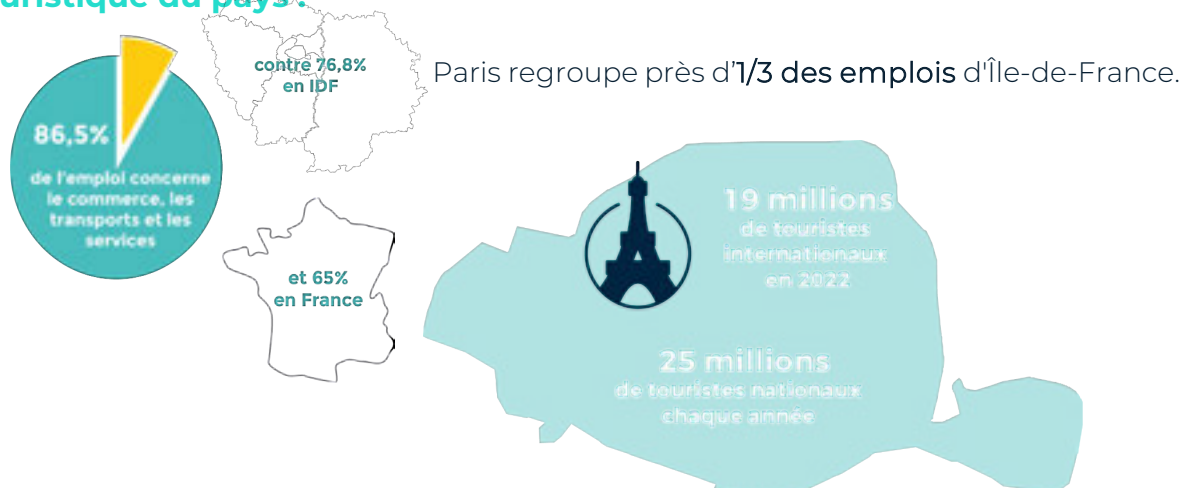 uristique du pays :
contre 76,8%
en IDF
Paris regroupe près d'1/3 des emplois d'Île-de-France.
86,5%
de l'emploi concerne
le commerce, les
transports et les
services
19 millions
de touristes
internationaux
en 2022
et 65%
en France
25 millions
de touristes nationaux
chaque année